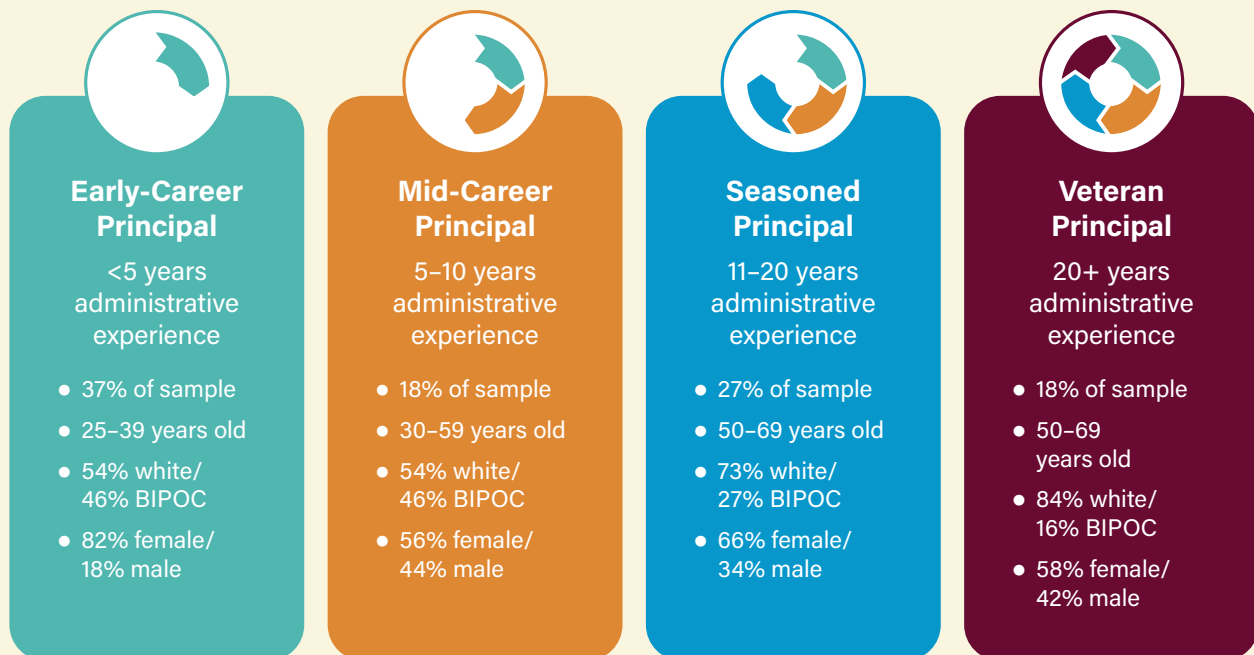 Early-Career
Principal
<5 years
administrative
experience
• 37% of sample
• 25–39 years old
• 54% white/
46% BIPOC
• 82% female/
18% male
Mid-Career
Principal
5–10 years
administrative
experience
• 18% of sample
• 30–59 years old
• 54% white/
46% BIPOC
• 56% female/
44% male
Seasoned
Principal
11–20 years
administrative
experience
• 27% of sample
• 50–69 years old
• 73% white/
27% BIPOC
• 66% female/
34% male
Veteran
Principal
20+ years
administrative
experience
• 18% of sample
• 50–69
years old
• 84% white/
16% BIPOC
• 58% female/
42% male